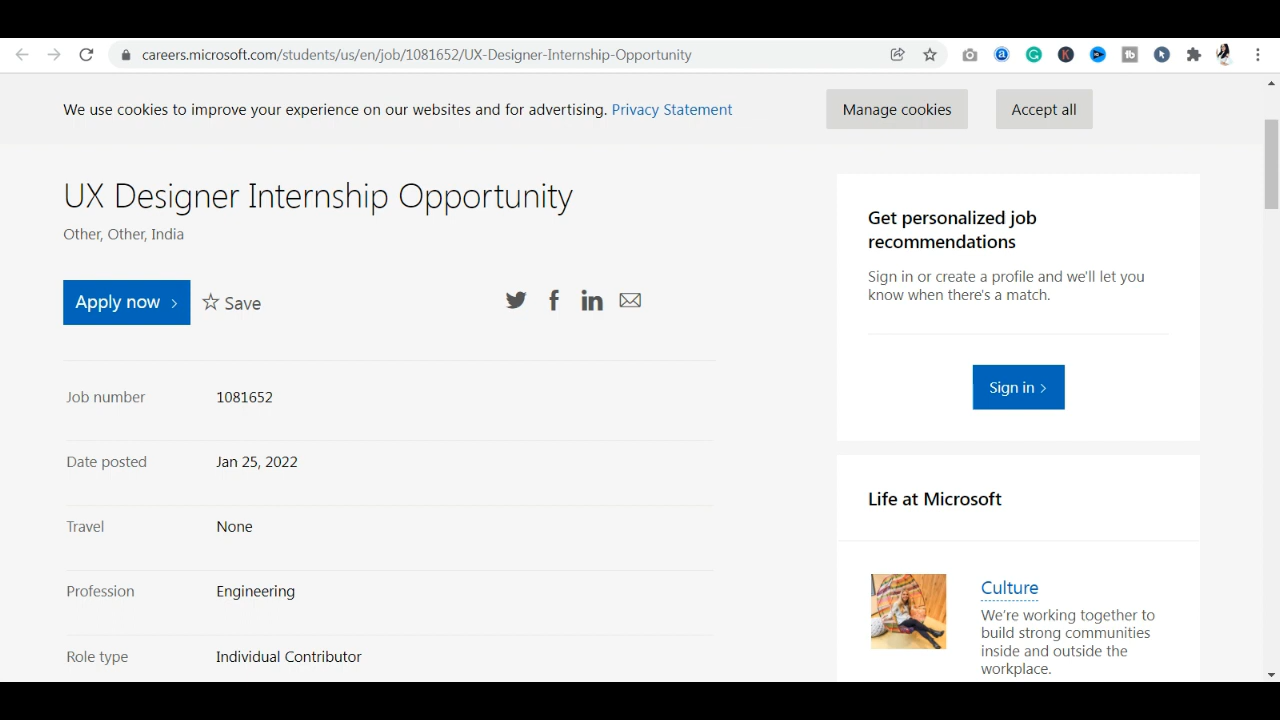 careers.microsoft.com/students/us/en/job/1081652/UX-Designer-Internship-Opportunity
We use cookies to improve your experience on our websites and for advertising. Privacy Statement
Manage cookies
Accept all
UX Designer Internship Opportunity
Other, Other, India
Apply now
Save
Job number 1081652
Date posted Jan 25, 2022
Travel None
Profession Engineering
Role type Individual Contributor
Get personalized job
recommendations
Sign in or create a profile and we'll let you
know when there's a match.
Sign in
Life at Microsoft
Culture
We're working together to
build strong communities
inside and outside the
workplace.